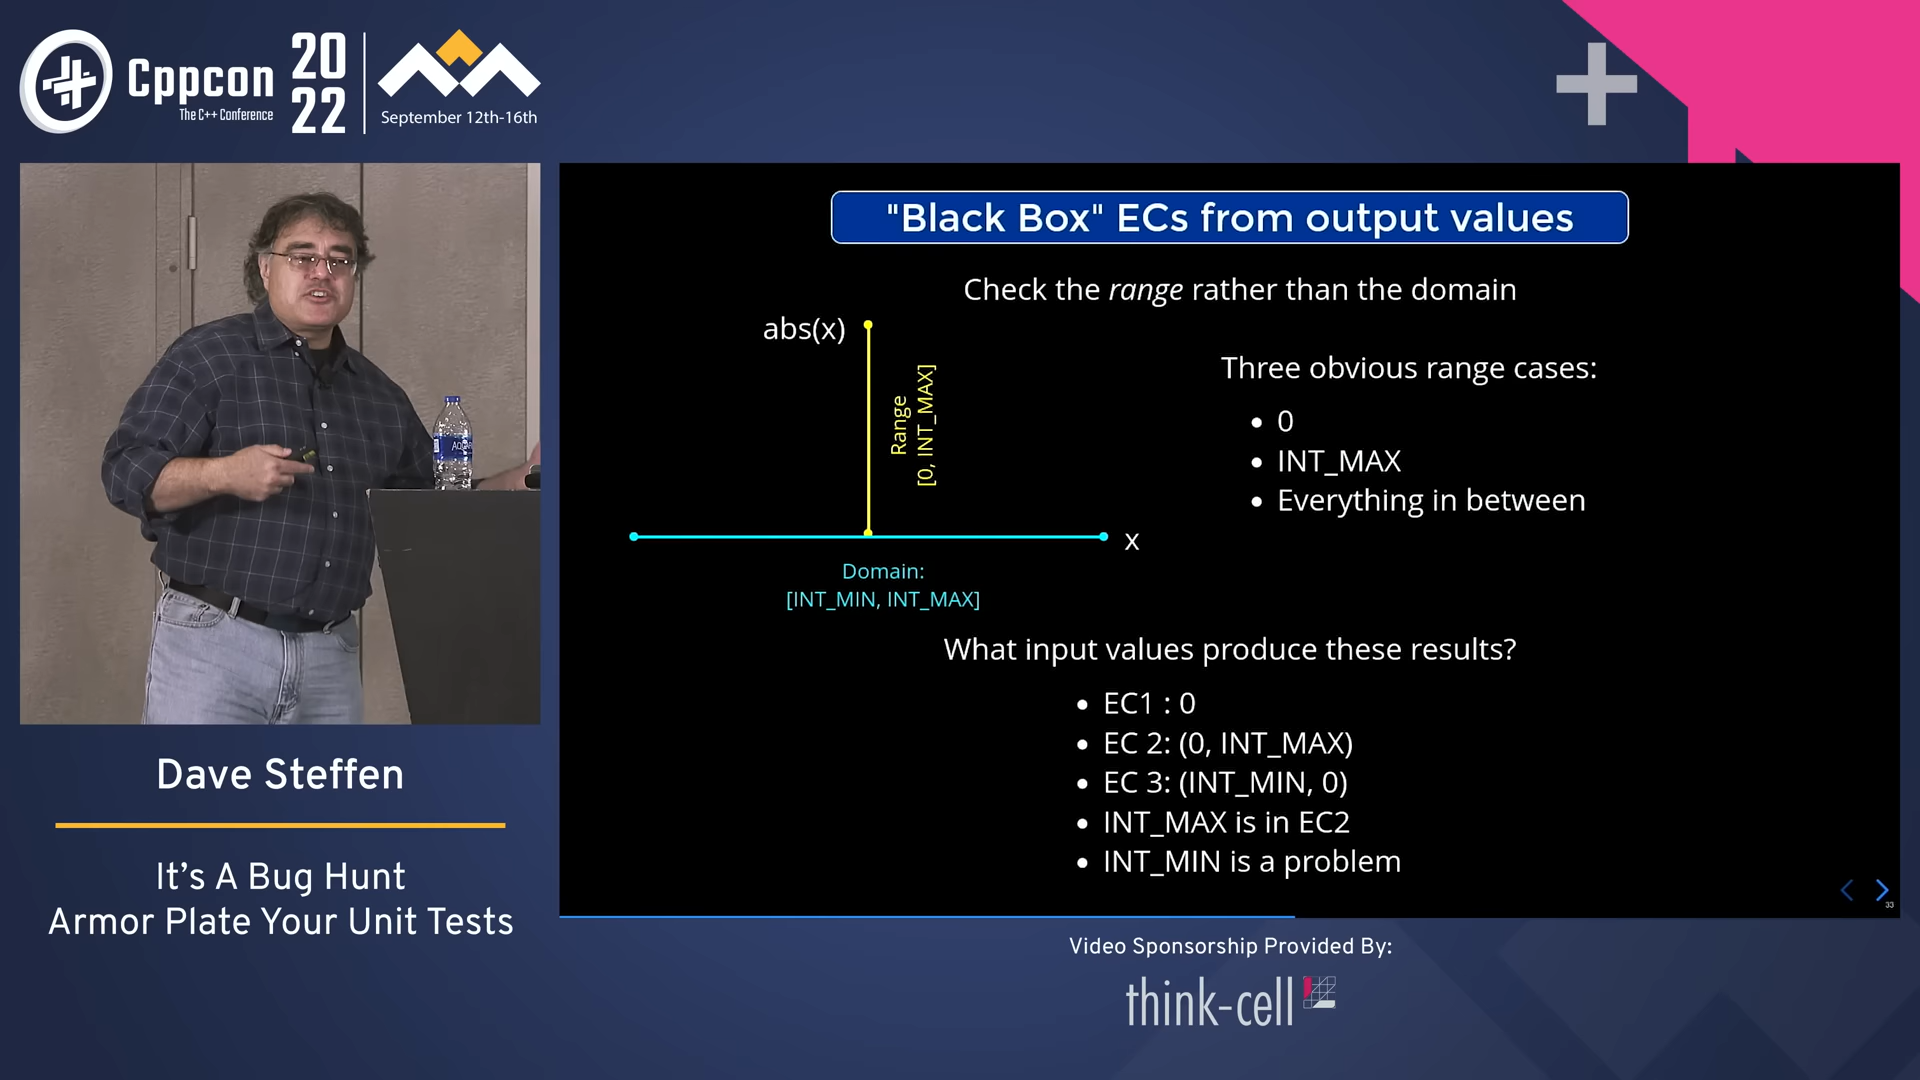 Cppcon
The C++ Conference
20
22
September 12th-16th
"Black Box" ECs from output values
Check the range rather than the domain
abs(x)
Range
[0, INT_MAX]
x
Domain:
[INT_MIN, INT_MAX]
Three obvious range cases:
• 0
• INT_MAX
• Everything in between
What input values produce these results?
• EC1 : 0
• EC 2: (0, INT_MAX)
• EC 3: (INT_MIN, 0)
• INT_MAX is in EC2
• INT_MIN is a problem
33
Dave Steffen
It's A Bug Hunt
Armor Plate Your Unit Tests
Video Sponsorship Provided By:
think-cell